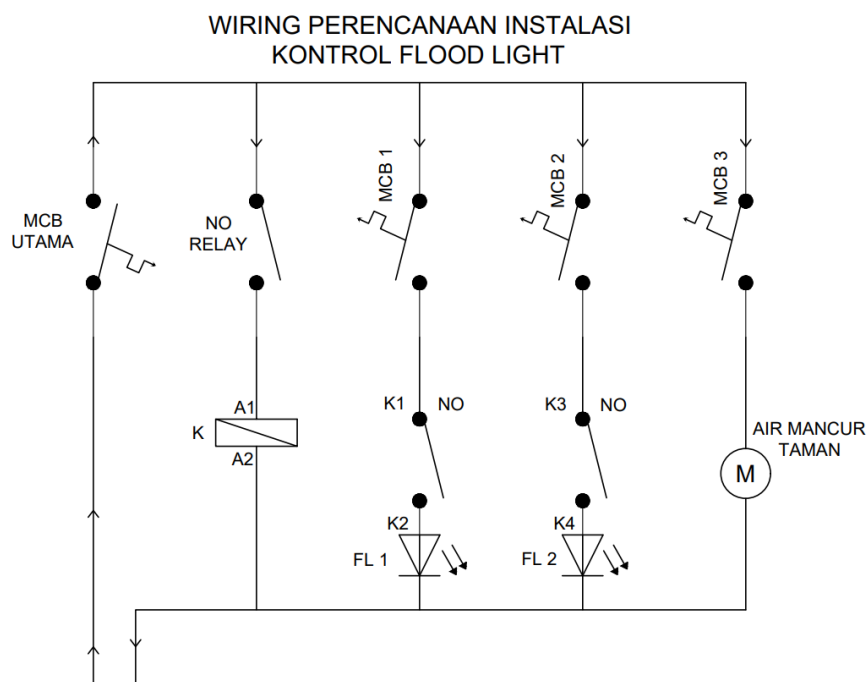 WIRING PERENCANAAN INSTALASI
KONTROL FLOOD LIGHT
MCB
UTAMA
NO
RELAY
MCB 1
MCB 2
MCB 3
A1
K
A2
K1
NO
K2
FL 1
K3
NO
K4
FL 2
AIR MANCUR
TAMAN
M